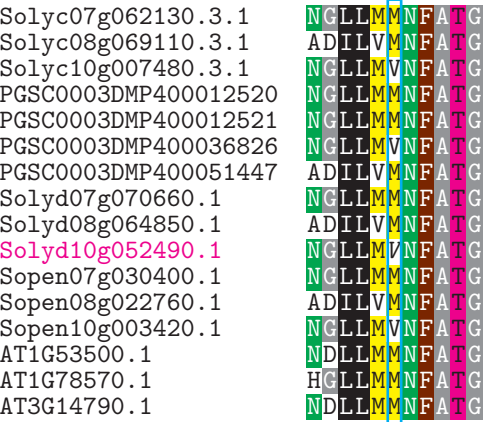 Solyc07g062130.3.1 NGLLMMNFATG
Solyc08g069110.3.1 ADILVMNFATG
Solyc10g007480.3.1 NGLLMVNFATG
PGSC0003DMP400012520 NGLLMMNFATG
PGSC0003DMP400012521 NGLLMMNFATG
PGSC0003DMP400036826 NGLLMVNFATG
PGSC0003DMP400051447 ADILVMNFATG
Solyd07g070660.1 NGLLMMNFATG
Solyd08g064850.1 ADILVMNFATG
Solyd10g052490.1 NGLLMVNFATG
Sopen07g030400.1 NGLLMMNFATG
Sopen08g022760.1 ADILVMNFATG
Sopen10g003420.1 NGLLMVNFATG
AT1G53500.1 NDLLMMNFATG
AT1G78570.1 HGLLMMNFATG
AT3G14790.1 NDLLMMNFATG